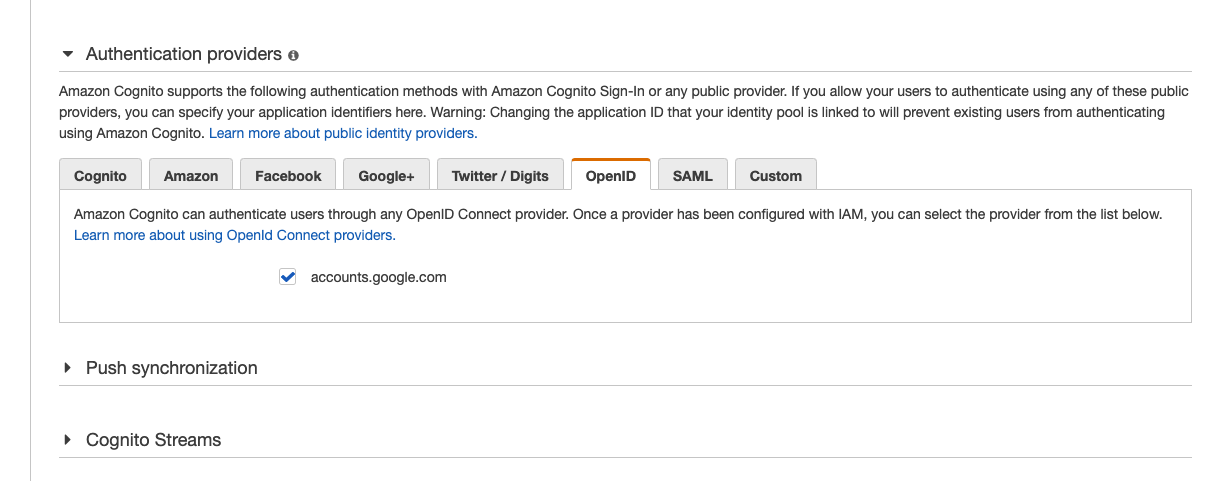 Authentication providers
Amazon Cognito supports the following authentication methods with Amazon Cognito Sign-In or any public provider. If you allow your users to authenticate using any of these public
providers, you can specify your application identifiers here. Warning: Changing the application ID that your identity pool is linked to will prevent existing users from authenticating
using Amazon Cognito. Learn more about public identity providers.
Cognito Amazon Facebook Google+ Twitter / Digits OpenID SAML Custom
Amazon Cognito can authenticate users through any OpenID Connect provider. Once a provider has been configured with IAM, you can select the provider from the list below.
Learn more about using OpenId Connect providers.
accounts.google.com
Push synchronization
Cognito Streams